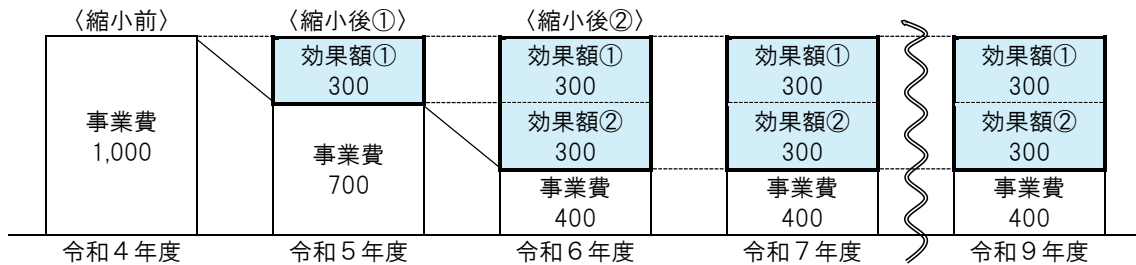 〈縮小前〉
〈縮小後①〉
〈縮小後②〉
効果額①
300
効果額①
300
効果額①
300
効果額①
300
事業費
1,000
効果額②
300
効果額②
300
効果額②
300
事業費
700
事業費
400
事業費
400
事業費
400
令和4年度
令和5年度
令和6年度
令和7年度
令和9年度